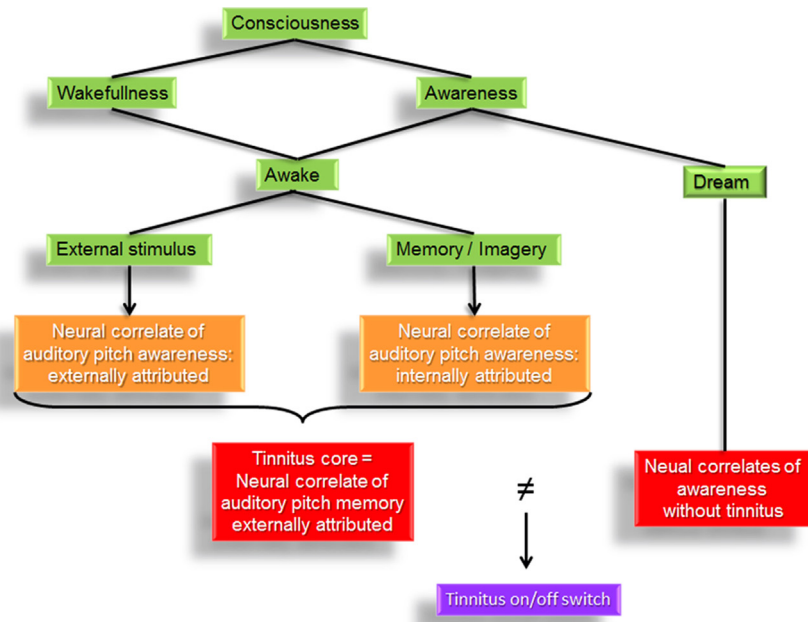 Consciousness
Wakefullness
Awareness
Awake
Dream
External stimulus
Memory / Imagery
Neural correlate of
auditory pitch awareness:
externally attributed
Neural correlate of
auditory pitch awareness:
internally attributed
Tinnitus core =
Neural correlate of
auditory pitch memory
externally attributed
≠
Neual correlates of
awareness
without tinnitus
Tinnitus on/off switch